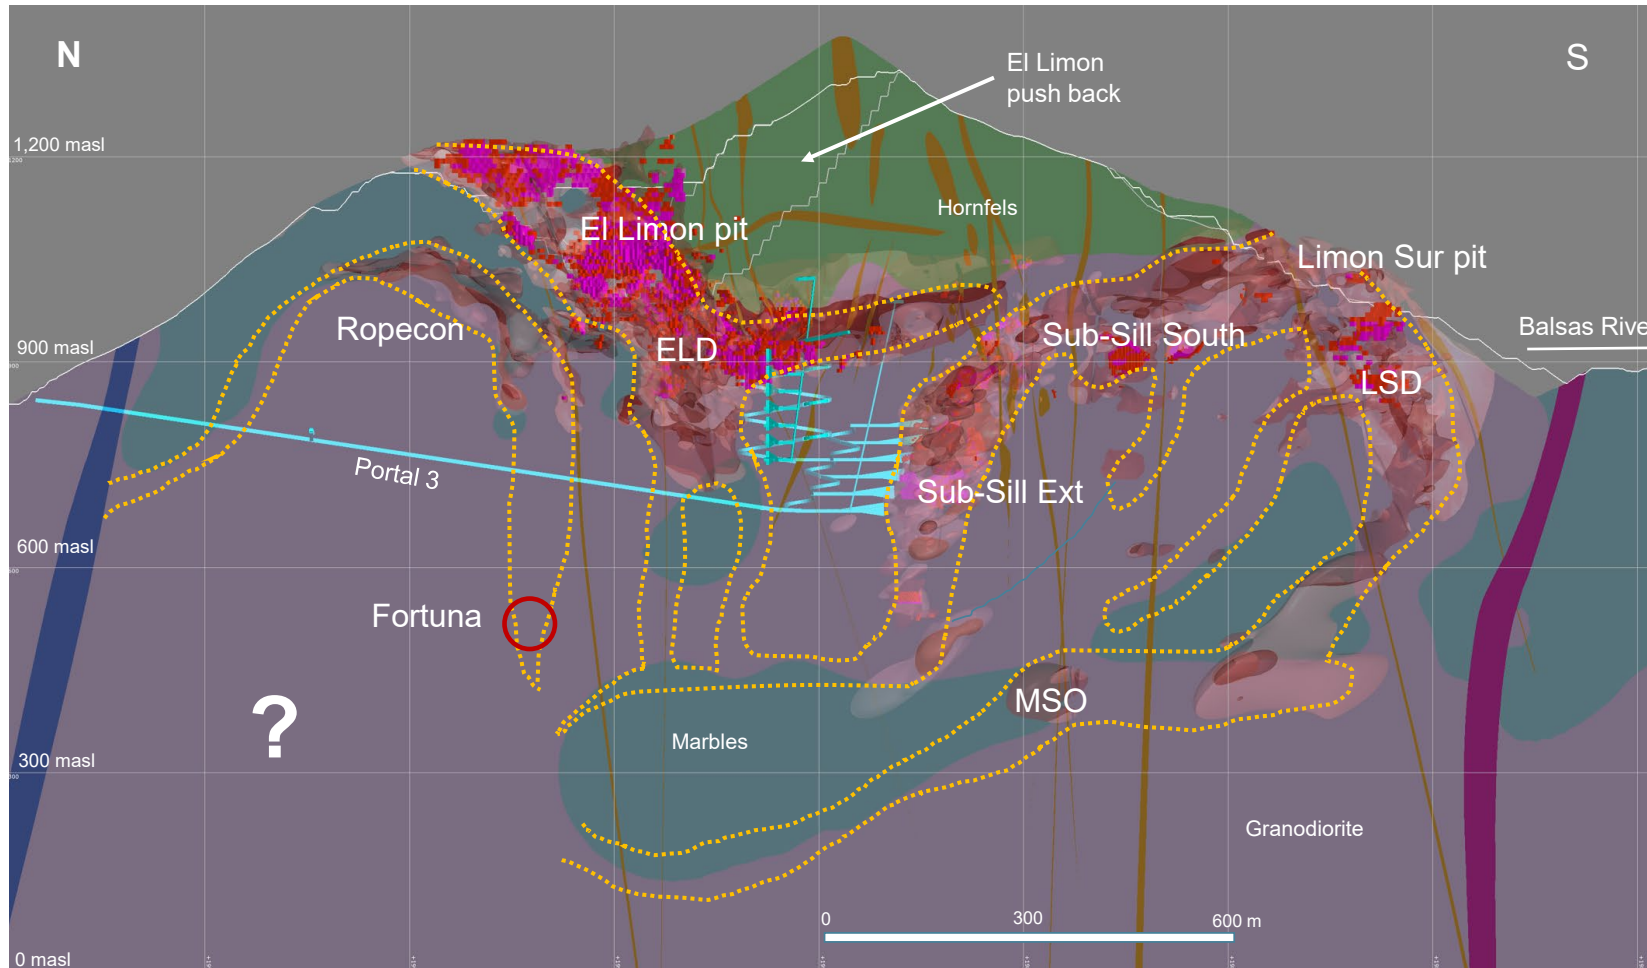 N
S
El Limon
push back
1,200 masl
Hornfels
El Limon pit
Limon Sur pit
Ropecon
Sub-Sill South
Balsas Rive
900 masl
ELD
LSD
Portal 3
Sub-Sill Ext
600 masl
Fortuna
MSO
?
Marbles
300 masl
Granodiorite
0
300
600 m
0 masl